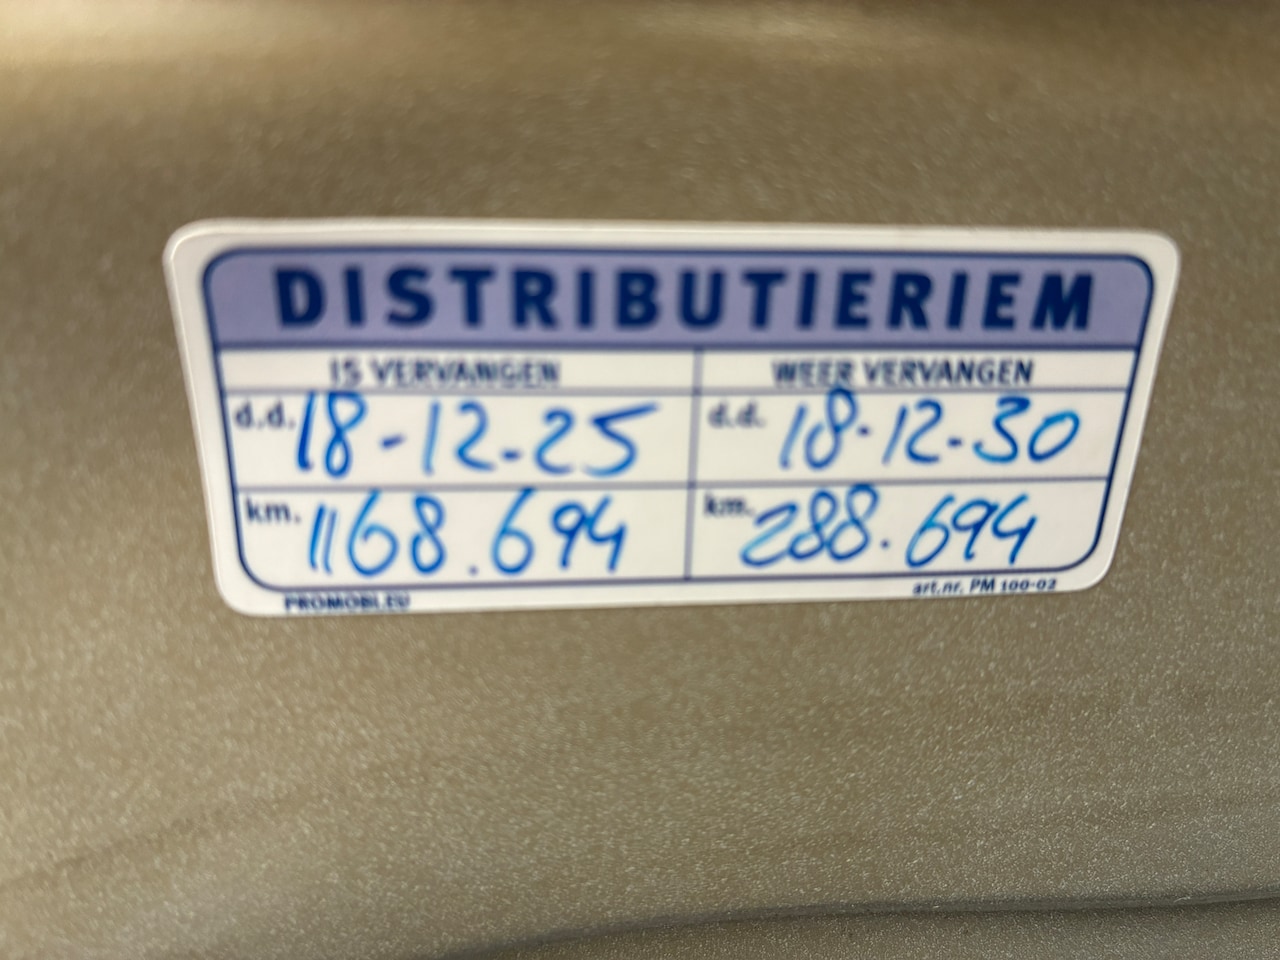 DISTRIBUTIERIEM
IS VERVANGEN WEER VERVANGEN
d.d. 18-12-25 d.d. 18-12-30
km. 1168.694 km. 288.694
PROMOBI.EU art.nr. PM 100-02